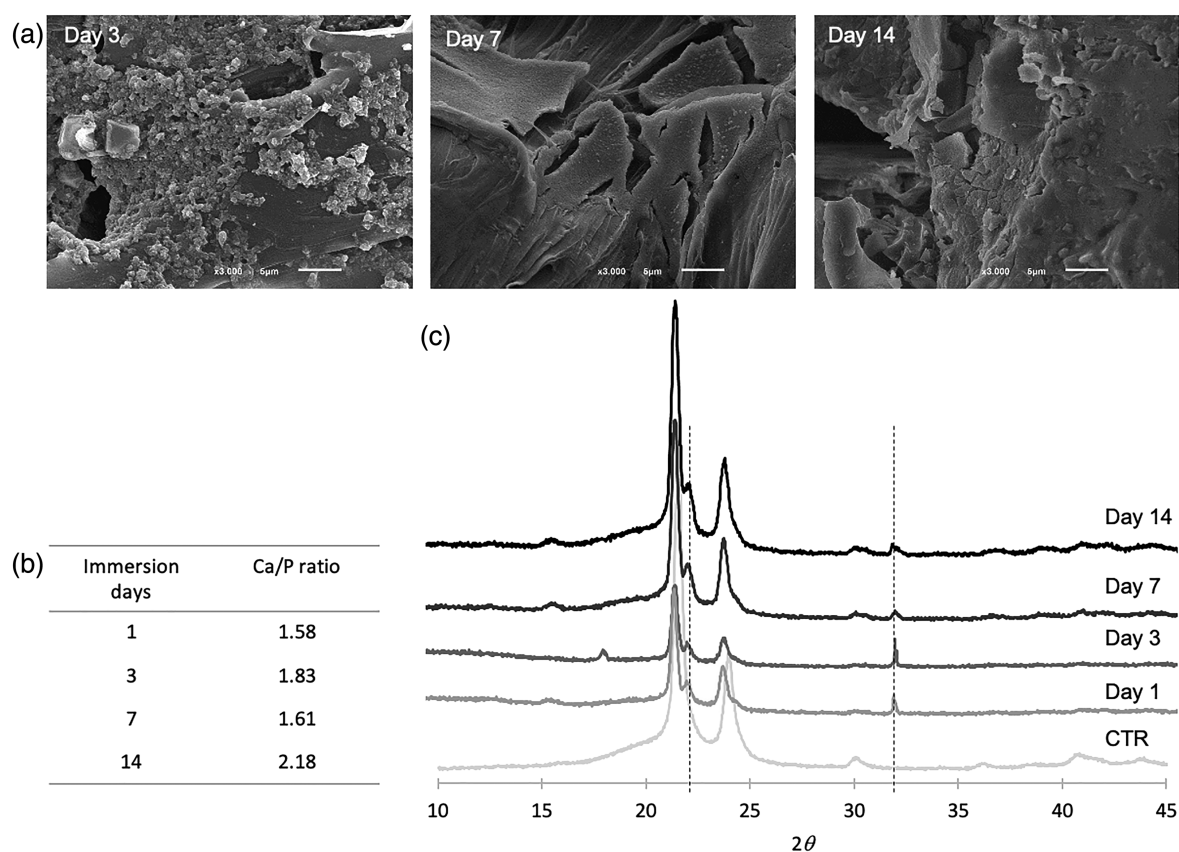 (a)
Day 3
Day 7
Day 14
x3.000 5μm
x3.000 5μm
x3.000 5μm
(b)
Immersion days
Ca/P ratio
1 1.58
3 1.83
7 1.61
14 2.18
(c)
Day 14
Day 7
Day 3
Day 1
CTR
10 15 20 25 30 35 40 45
2θ